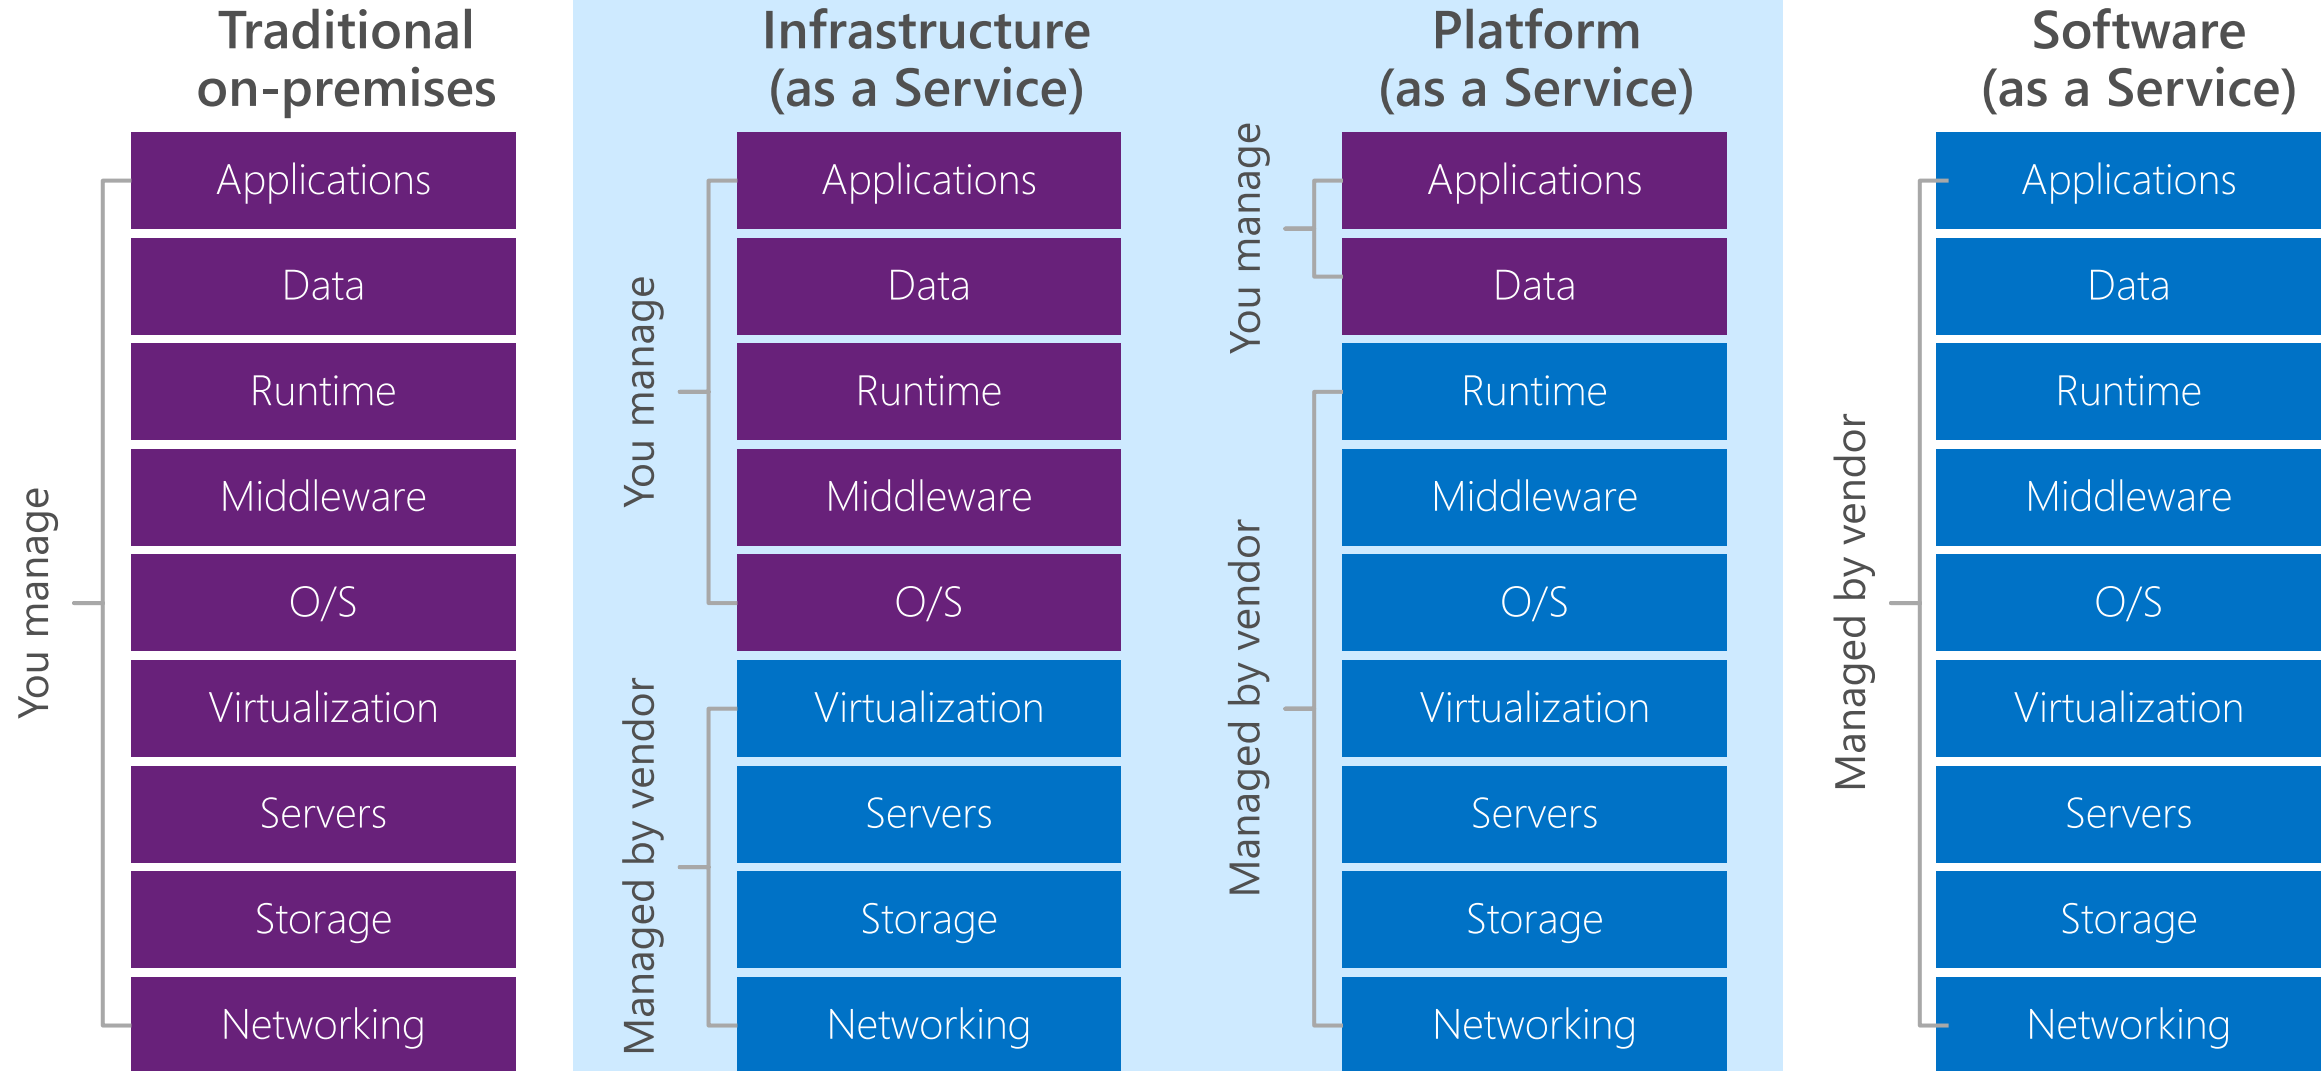 Traditional
on-premises
You manage
Applications
Data
Runtime
Middleware
O/S
Virtualization
Servers
Storage
Networking
Infrastructure
(as a Service)
You manage
Managed by vendor
Applications
Data
Runtime
Middleware
O/S
Virtualization
Servers
Storage
Networking
Platform
(as a Service)
You manage
Managed by vendor
Applications
Data
Runtime
Middleware
O/S
Virtualization
Servers
Storage
Networking
Software
(as a Service)
Managed by vendor
Applications
Data
Runtime
Middleware
O/S
Virtualization
Servers
Storage
Networking